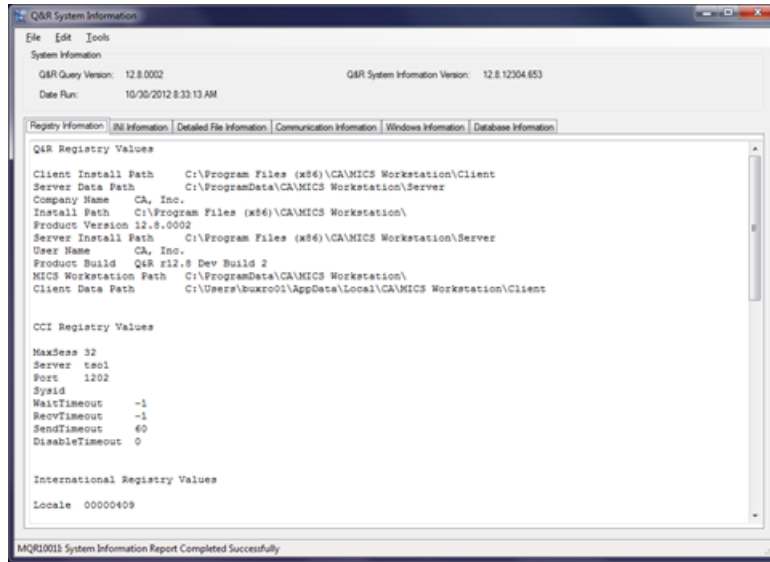 Q&R System Information
File Edit Tools
System Information
Q&R Query Version: 12.8.0002 Q&R System Information Version: 12.8.12304.653
Date Run: 10/30/2012 8:33:13 AM
Registry Information INI Information Detailed File Information Communication Information Windows Information Database Information
Q&R Registry Values
Client Install Path C:\Program Files (x86)\CA\MICS Workstation\Client
Server Data Path C:\ProgramData\CA\MICS Workstation\Server
Company Name CA, Inc.
Install Path C:\Program Files (x86)\CA\MICS Workstation\
Product Version 12.8.0002
Server Install Path C:\Program Files (x86)\CA\MICS Workstation\Server
User Name CA, Inc.
Product Build Q&R r12.8 Dev Build 2
MICS Workstation Path C:\ProgramData\CA\MICS Workstation\
Client Data Path C:\Users\buxro01\AppData\Local\CA\MICS Workstation\Client
CCI Registry Values
MaxSess 32
Server tso1
Port 1202
Sysid
WaitTimeout -1
RecvTimeout -1
SendTimeout 60
DisableTimeout 0
International Registry Values
Locale 00000409
MQR1001I: System Information Report Completed Successfully